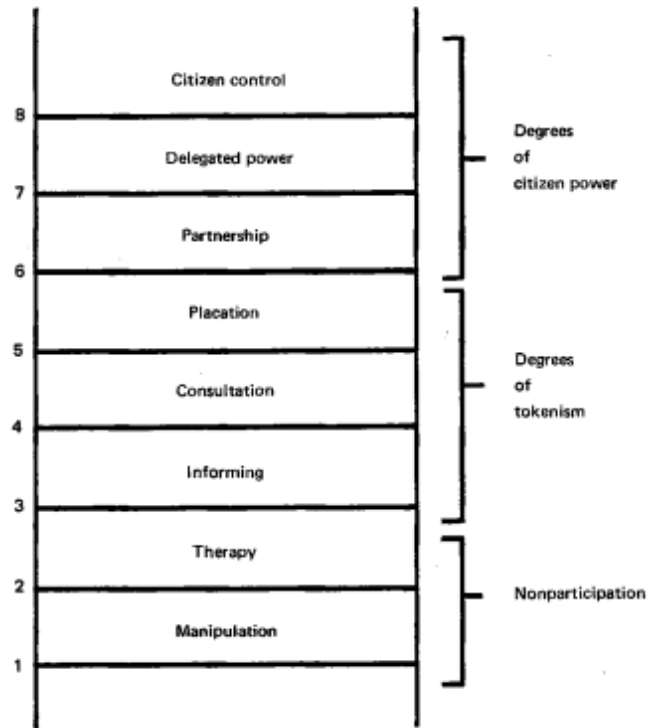 Citizen control
8
Delegated power
7
Partnership
6
Placation
5
Consultation
4
Informing
3
Therapy
2
Manipulation
1
Degrees
of
citizen power
Degrees
of
tokenism
Nonparticipation